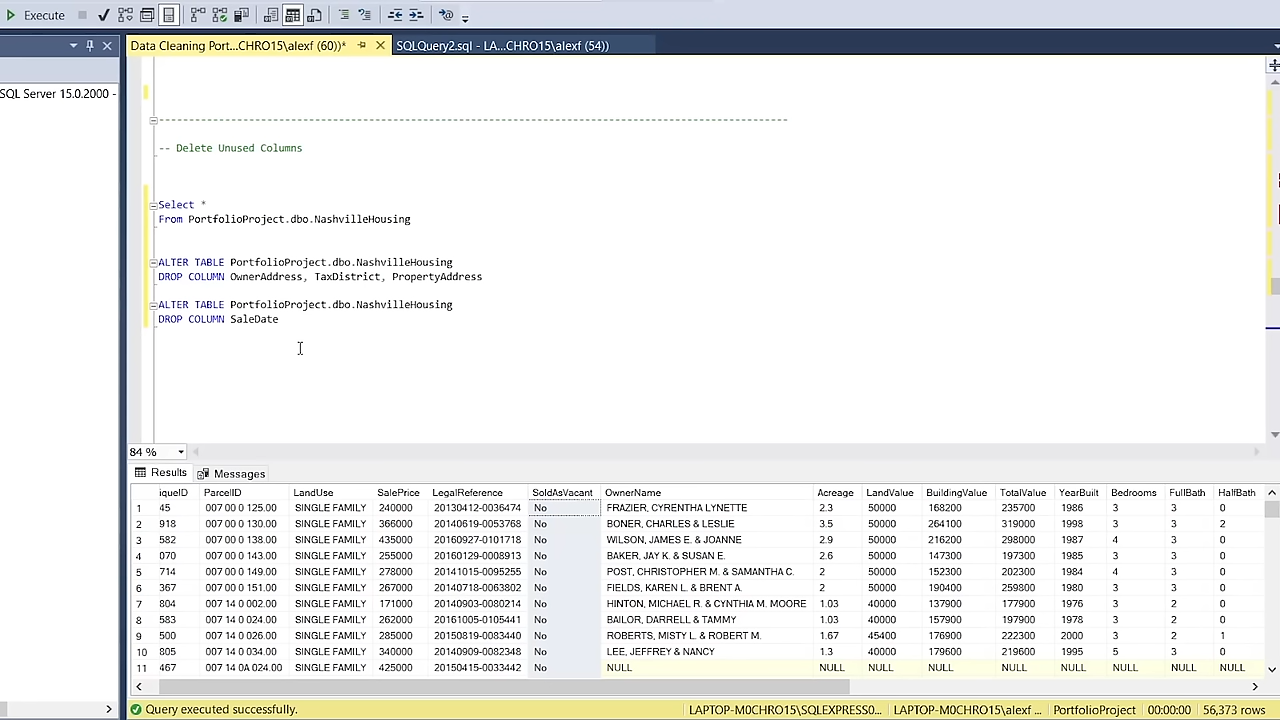 Execute
Data Cleaning Port...CHRO15\alexf (60))* SQLQuery2.sql - LA...CHRO15\alexf (54))
SQL Server 15.0.2000 -
--------------------------------------------------------------------------------------------------------
-- Delete Unused Columns
Select *
From PortfolioProject.dbo.NashvilleHousing
ALTER TABLE PortfolioProject.dbo.NashvilleHousing
DROP COLUMN OwnerAddress, TaxDistrict, PropertyAddress
ALTER TABLE PortfolioProject.dbo.NashvilleHousing
DROP COLUMN SaleDate
84 %
Results Messages
iqueID ParcelID LandUse SalePrice LegalReference SoldAsVacant OwnerName Acreage LandValue BuildingValue TotalValue YearBuilt Bedrooms FullBath HalfBath
1 45 007 00 0 125.00 SINGLE FAMILY 240000 20130412-0036474 No FRAZIER, CYRENTHA LYNETTE 2.3 50000 168200 235700 1986 3 3 0
2 918 007 00 0 130.00 SINGLE FAMILY 366000 20140619-0053768 No BONER, CHARLES & LESLIE 3.5 50000 264100 319000 1998 3 3 2
3 582 007 00 0 138.00 SINGLE FAMILY 435000 20160927-0101718 No WILSON, JAMES E. & JOANNE 2.9 50000 216200 298000 1987 4 3 0
4 070 007 00 0 143.00 SINGLE FAMILY 255000 20160129-0008913 No BAKER, JAY K. & SUSAN E. 2.6 50000 147300 197300 1985 3 3 0
5 714 007 00 0 149.00 SINGLE FAMILY 278000 20141015-0095255 No POST, CHRISTOPHER M. & SAMANTHA C. 2 50000 152300 202300 1984 4 3 0
6 367 007 00 0 151.00 SINGLE FAMILY 267000 20140718-0063802 No FIELDS, KAREN L. & BRENT A. 2 50000 190400 259800 1980 3 3 0
7 804 007 14 0 002.00 SINGLE FAMILY 171000 20140903-0080214 No HINTON, MICHAEL R. & CYNTHIA M. MOORE 1.03 40000 137900 177900 1976 3 2 0
8 583 007 14 0 024.00 SINGLE FAMILY 262000 20161005-0105441 No BAILOR, DARRELL & TAMMY 1.03 40000 157900 197900 1978 3 2 0
9 500 007 14 0 026.00 SINGLE FAMILY 285000 20150819-0083440 No ROBERTS, MISTY L. & ROBERT M. 1.67 45400 176900 222300 2000 3 2 1
10 805 007 14 0 034.00 SINGLE FAMILY 340000 20140909-0082348 No LEE, JEFFREY & NANCY 1.3 40000 179600 219600 1995 5 3 0
11 467 007 14 0A 024.00 SINGLE FAMILY 425000 20150415-0033442 No NULL NULL NULL NULL NULL NULL NULL NULL NULL
Query executed successfully. LAPTOP-M0CHRO15\SQLEXPRESS0... LAPTOP-M0CHRO15\alexf ... PortfolioProject 00:00:00 56,373 rows